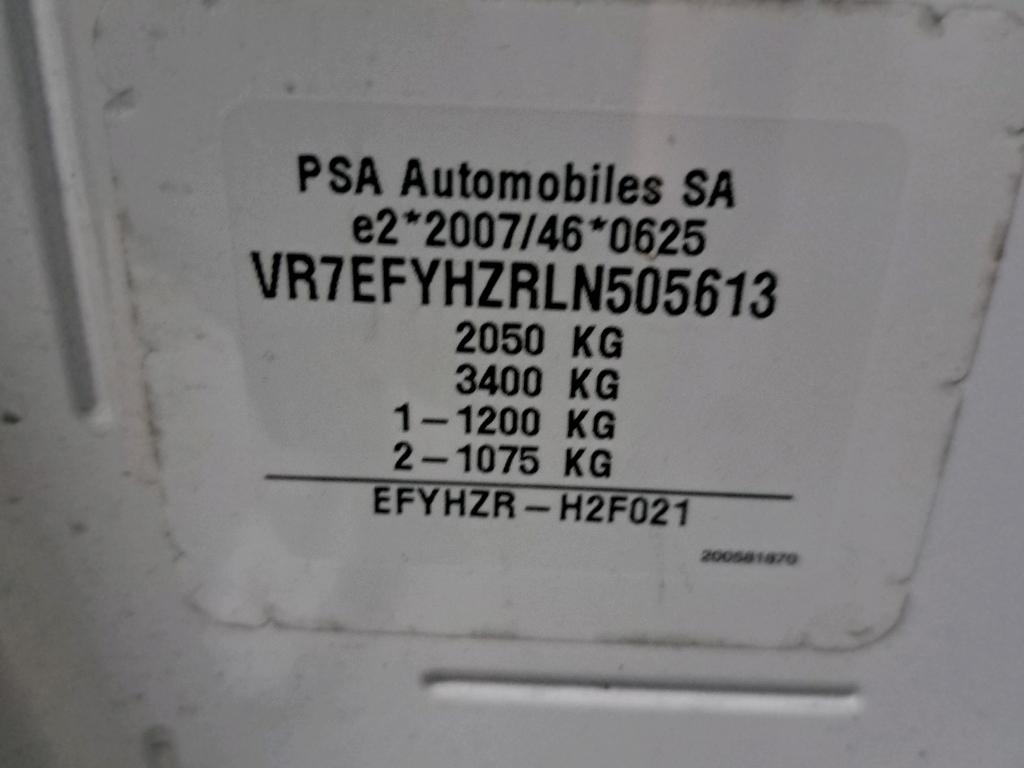 PSA Automobiles SA
e2*2007/46*0625
VR7EFYHZRLN505613
2050 KG
3400 KG
1-1200 KG
2-1075 KG
EFYHZR-H2F021
200581870